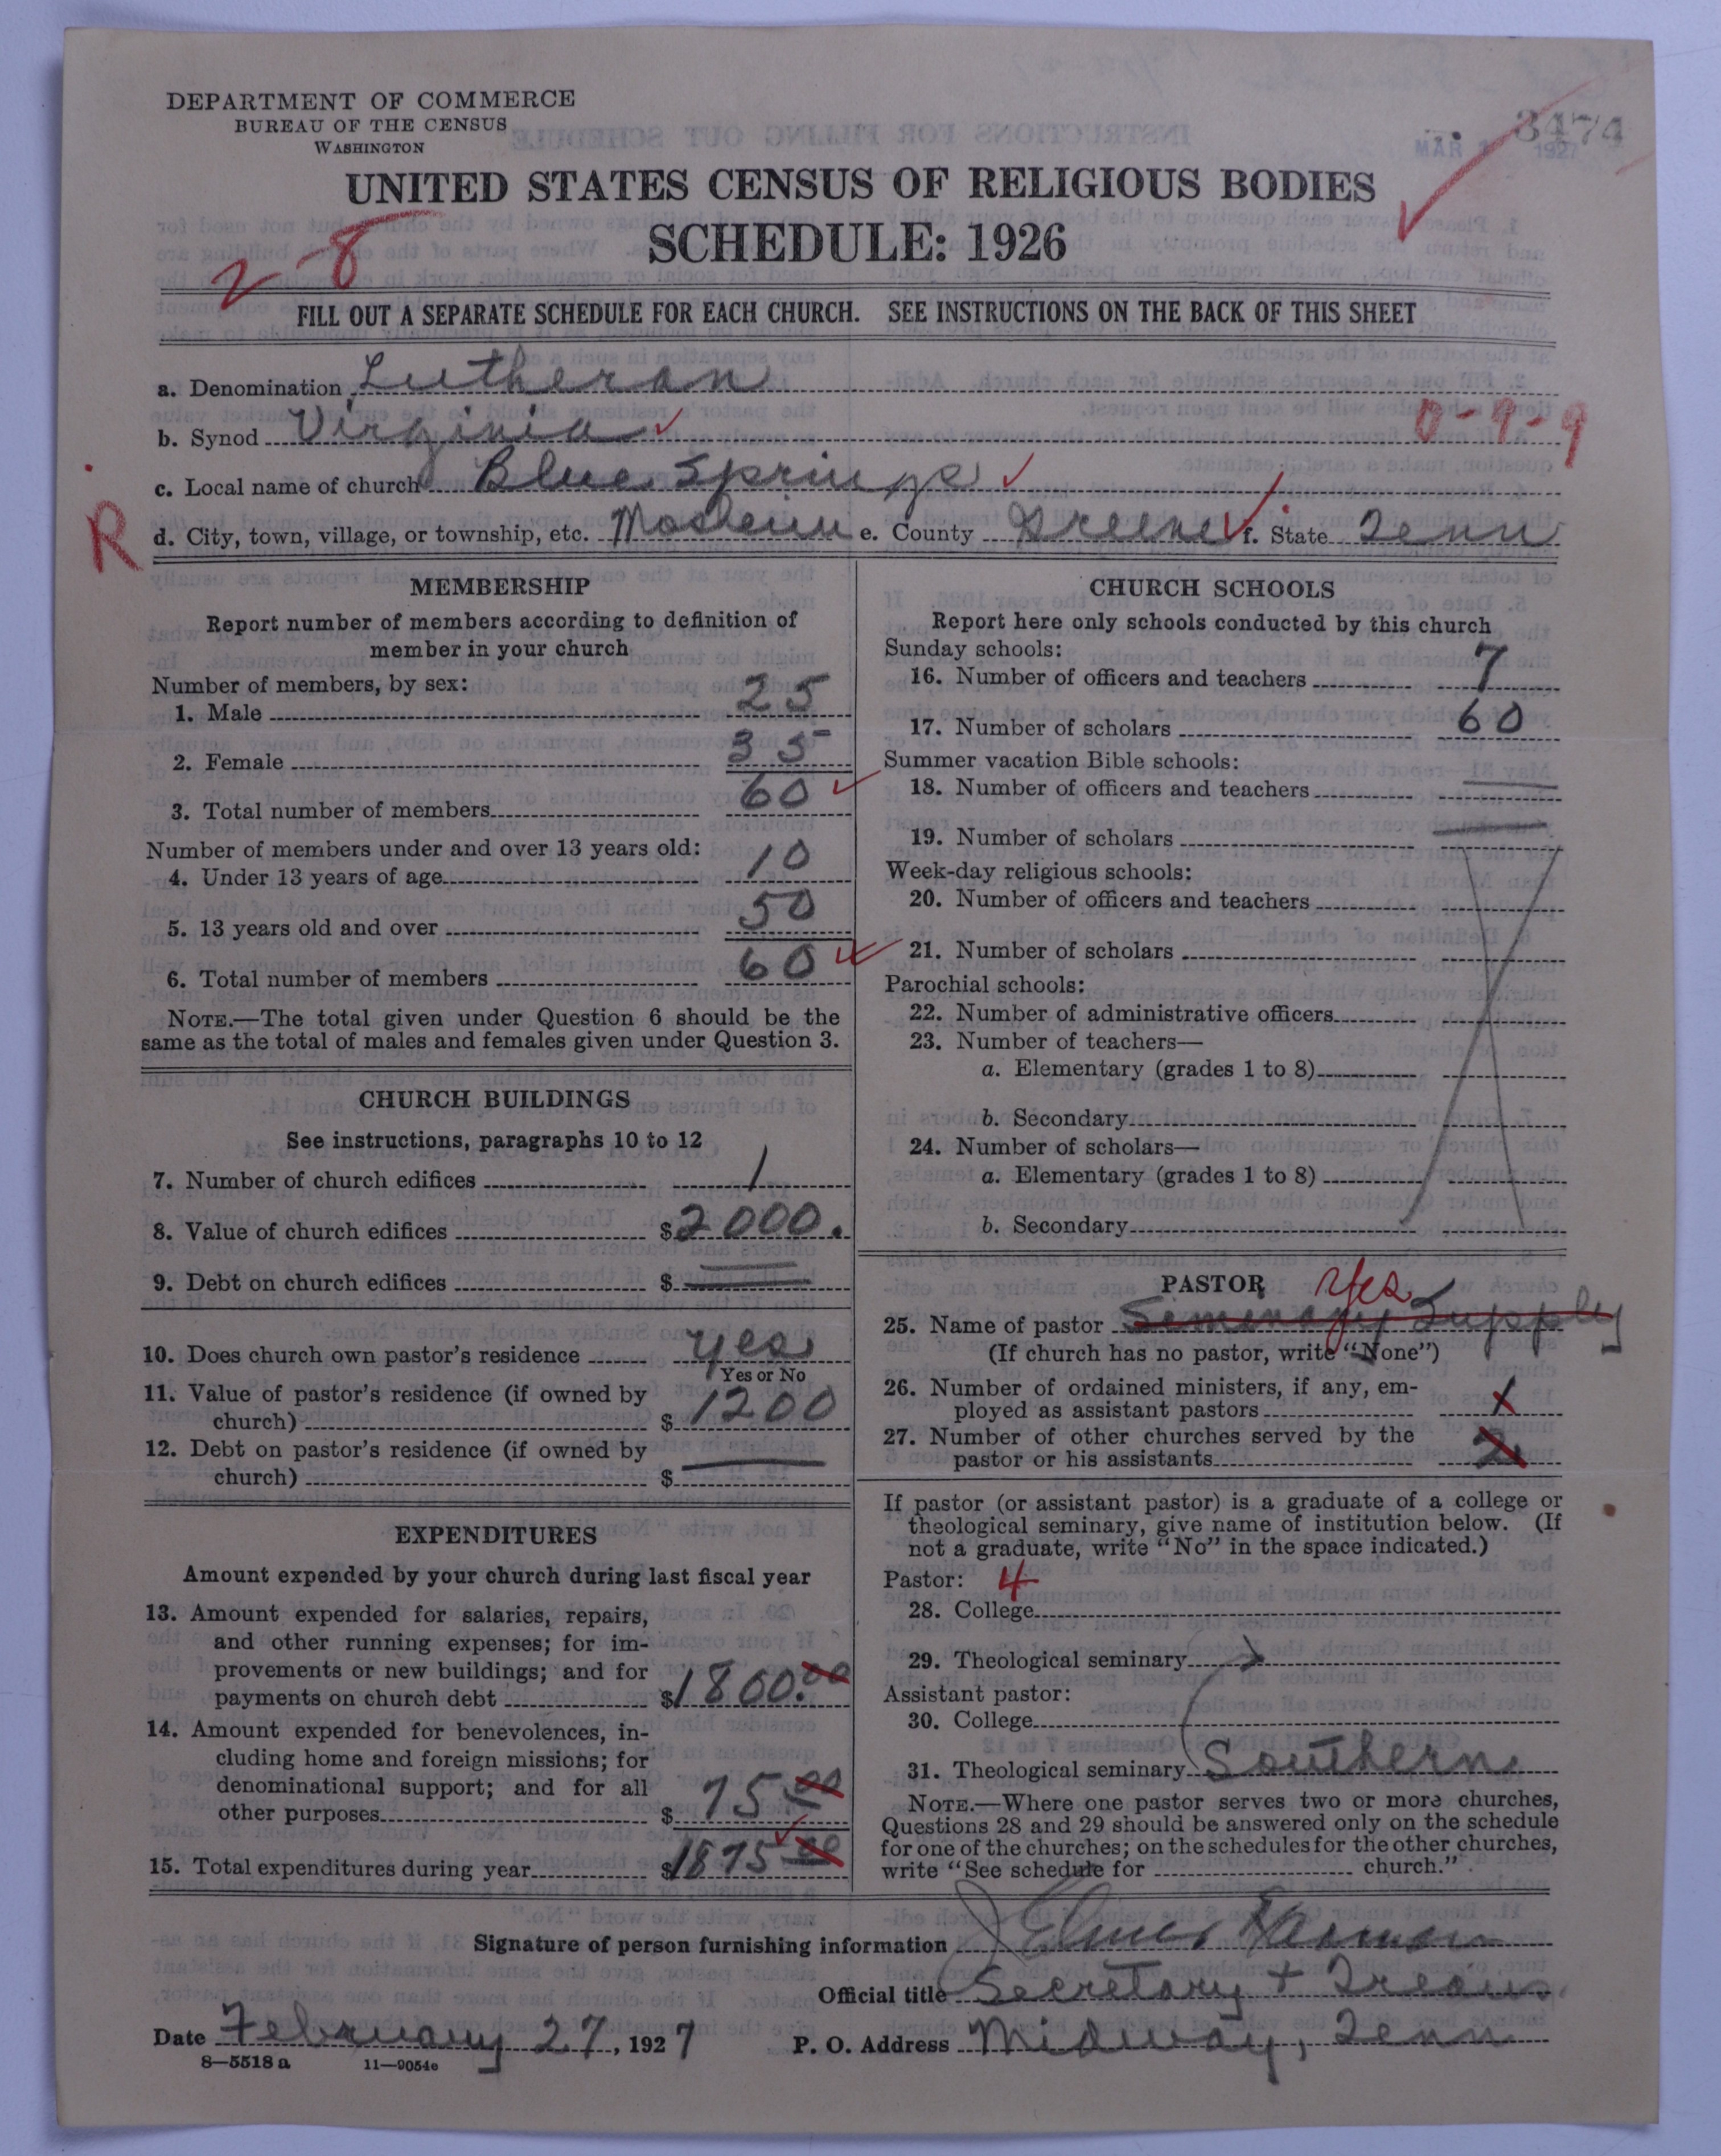 DEPARTMENT OF COMMERCE
BUREAU OF THE CENSUS
WASHINGTON
3474
MAR 1927
UNITED STATES CENSUS OF RELIGIOUS BODIES
SCHEDULE: 1926
2-8
FILL OUT A SEPARATE SCHEDULE FOR EACH CHURCH. SEE INSTRUCTIONS ON THE BACK OF THIS SHEET
a. Denomination Lutheran
b. Synod Virginia 0-9-9
c. Local name of church Blue Springs
R
d. City, town, village, or township, etc. Mosheim e. County Greene f. State Tenn
MEMBERSHIP
Report number of members according to definition of
member in your church
Number of members, by sex:
1. Male 25
2. Female 35
3. Total number of members 60
Number of members under and over 13 years old:
4. Under 13 years of age 10
5. 13 years old and over 50
6. Total number of members 60
NOTE.—The total given under Question 6 should be the
same as the total of males and females given under Question 3.
CHURCH BUILDINGS
See instructions, paragraphs 10 to 12
7. Number of church edifices 1
8. Value of church edifices $2000.
9. Debt on church edifices $
10. Does church own pastor's residence yes
Yes or No
11. Value of pastor's residence (if owned by
church) $1200
12. Debt on pastor's residence (if owned by
church) $
EXPENDITURES
Amount expended by your church during last fiscal year
13. Amount expended for salaries, repairs,
and other running expenses; for im-
provements or new buildings; and for
payments on church debt $1800.00
14. Amount expended for benevolences, in-
cluding home and foreign missions; for
denominational support; and for all
other purposes $75 00
15. Total expenditures during year $1875 00
CHURCH SCHOOLS
Report here only schools conducted by this church
Sunday schools:
16. Number of officers and teachers 7
17. Number of scholars 60
Summer vacation Bible schools:
18. Number of officers and teachers
19. Number of scholars
Week-day religious schools:
20. Number of officers and teachers
21. Number of scholars
Parochial schools:
22. Number of administrative officers
23. Number of teachers—
a. Elementary (grades 1 to 8)
b. Secondary
24. Number of scholars—
a. Elementary (grades 1 to 8)
b. Secondary
PASTOR Yes
25. Name of pastor Seminary Supply
(If church has no pastor, write "None")
26. Number of ordained ministers, if any, em-
ployed as assistant pastors 1
27. Number of other churches served by the
pastor or his assistants 2
If pastor (or assistant pastor) is a graduate of a college or
theological seminary, give name of institution below. (If
not a graduate, write "No" in the space indicated.)
Pastor: 4
28. College
29. Theological seminary
Assistant pastor:
30. College
31. Theological seminary Southern
NOTE.—Where one pastor serves two or more churches,
Questions 28 and 29 should be answered only on the schedule
for one of the churches; on the schedules for the other churches,
write "See schedule for church."
Signature of person furnishing information Elmer Harmon
Official title Secretary + Treas.
Date February 27, 1927 P. O. Address Midway, Tenn
8—5518 a 11—9054c